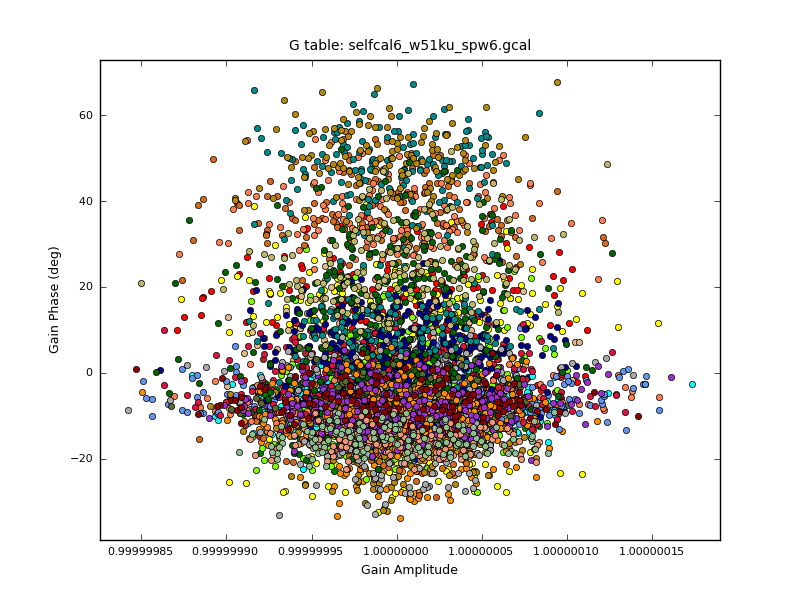 G table: selfcal6_w51ku_spw6.gcal
60
40
20
0
−20
Gain Phase (deg)
0.99999985 0.99999990 0.99999995 1.00000000 1.00000005 1.00000010 1.00000015
Gain Amplitude